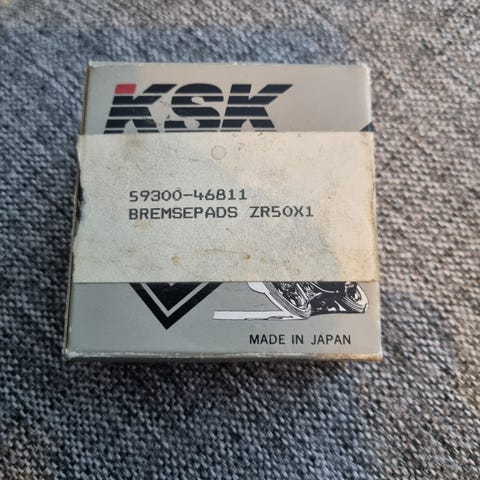 KSK
59300-46811
BREMSEPADS ZR50X1
MADE IN JAPAN